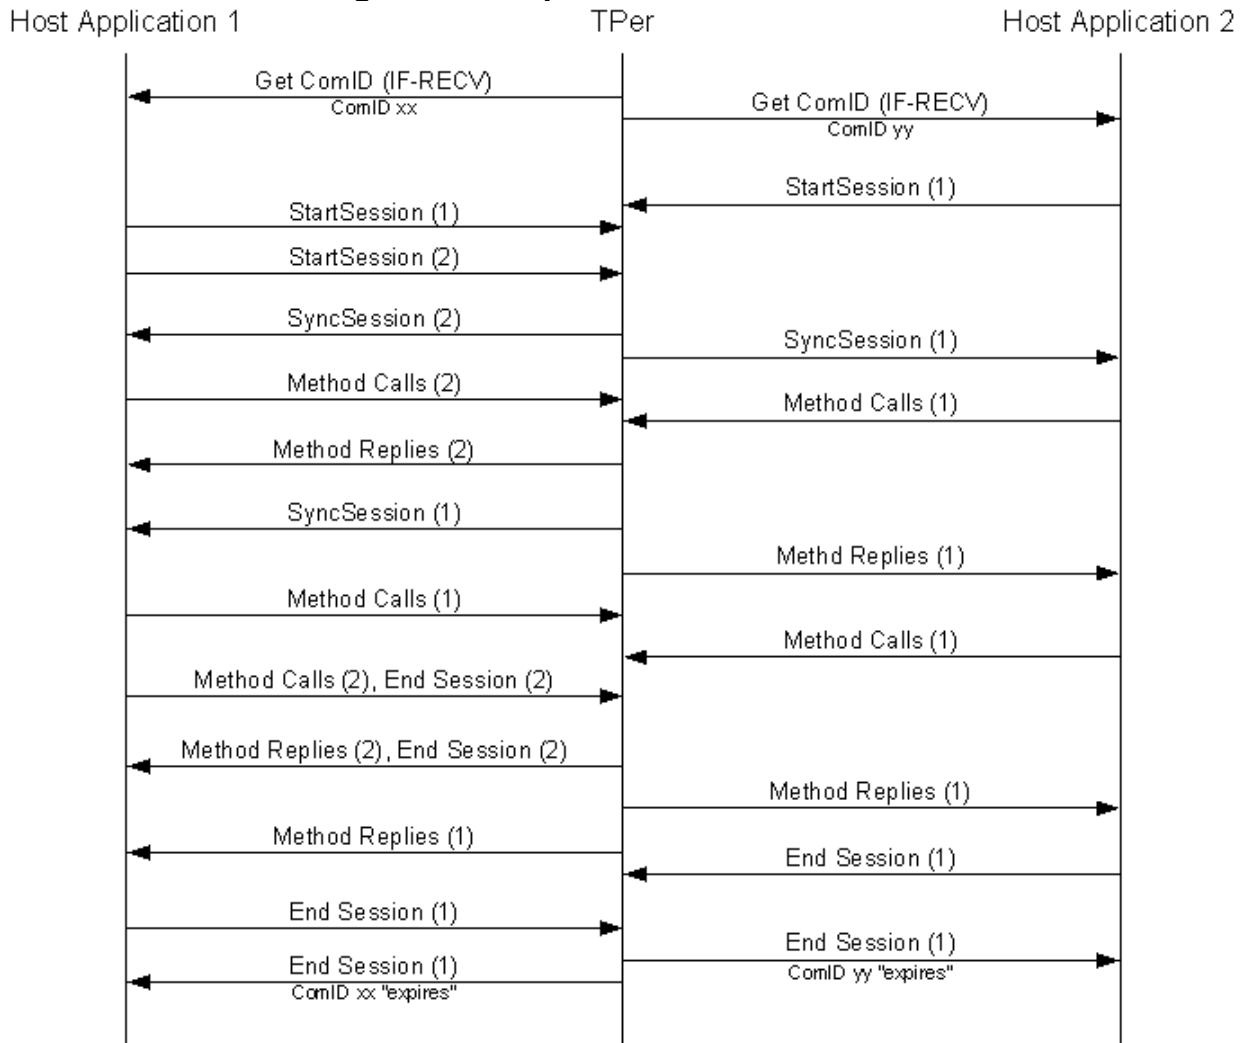 Host Application 1
TPer
Host Application 2
Get ComID (IF-RECV)
ComID xx
Get ComID (IF-RECV)
ComID yy
StartSession (1)
StartSession (1)
StartSession (2)
SyncSession (2)
SyncSession (1)
Method Calls (2)
Method Calls (1)
Method Replies (2)
SyncSession (1)
Methd Replies (1)
Method Calls (1)
Method Calls (1)
Method Calls (2), End Session (2)
Method Replies (2), End Session (2)
Method Replies (1)
Method Replies (1)
End Session (1)
End Session (1)
End Session (1)
ComID yy "expires"
End Session (1)
ComID xx "expires"